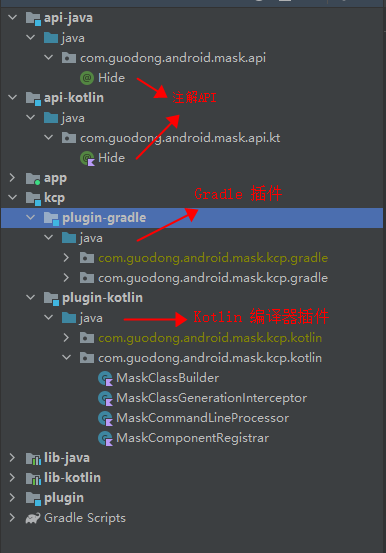 api-java
java
com.guodong.android.mask.api
Hide
注解API
api-kotlin
java
com.guodong.android.mask.api.kt
Hide
app
kcp
Gradle 插件
plugin-gradle
java
com.guodong.android.mask.kcp.gradle
com.guodong.android.mask.kcp.gradle
plugin-kotlin
java
Kotlin 编译器插件
com.guodong.android.mask.kcp.kotlin
com.guodong.android.mask.kcp.kotlin
MaskClassBuilder
MaskClassGenerationInterceptor
MaskCommandLineProcessor
MaskComponentRegistrar
lib-java
lib-kotlin
plugin
Gradle Scripts